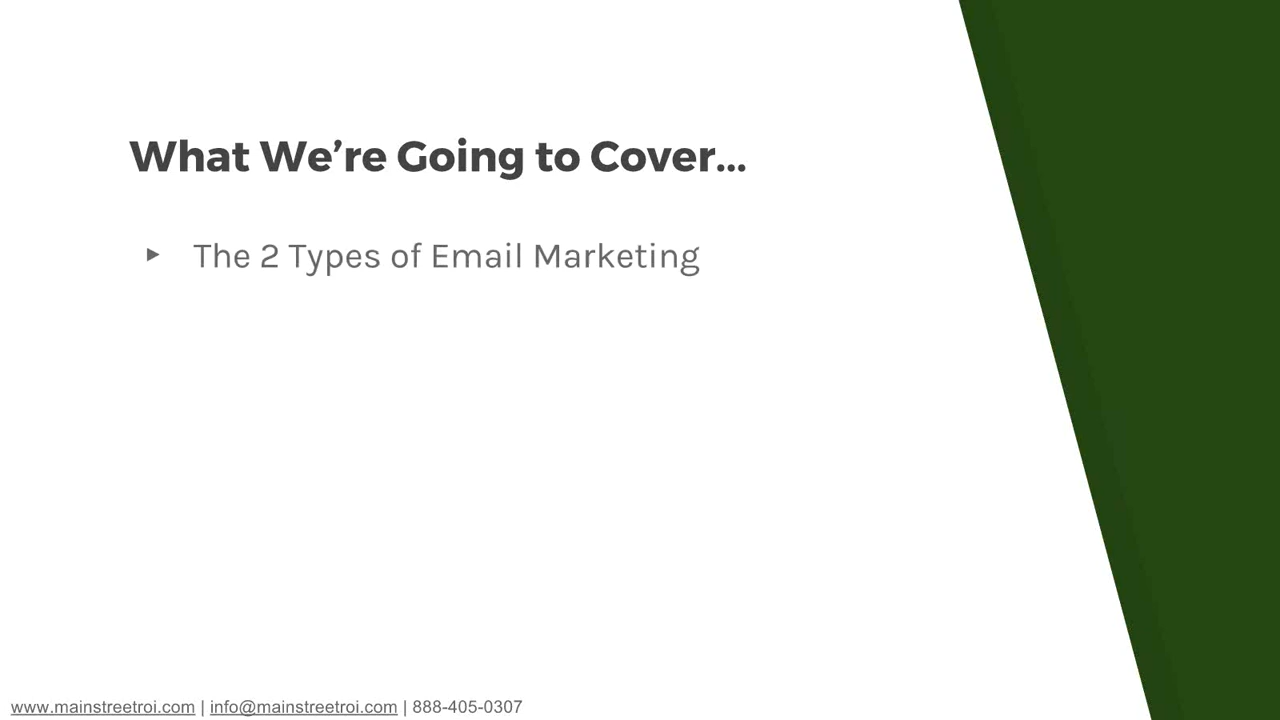 What We’re Going to Cover...
▸ The 2 Types of Email Marketing
www.mainstreetroi.com | info@mainstreetroi.com | 888-405-0307